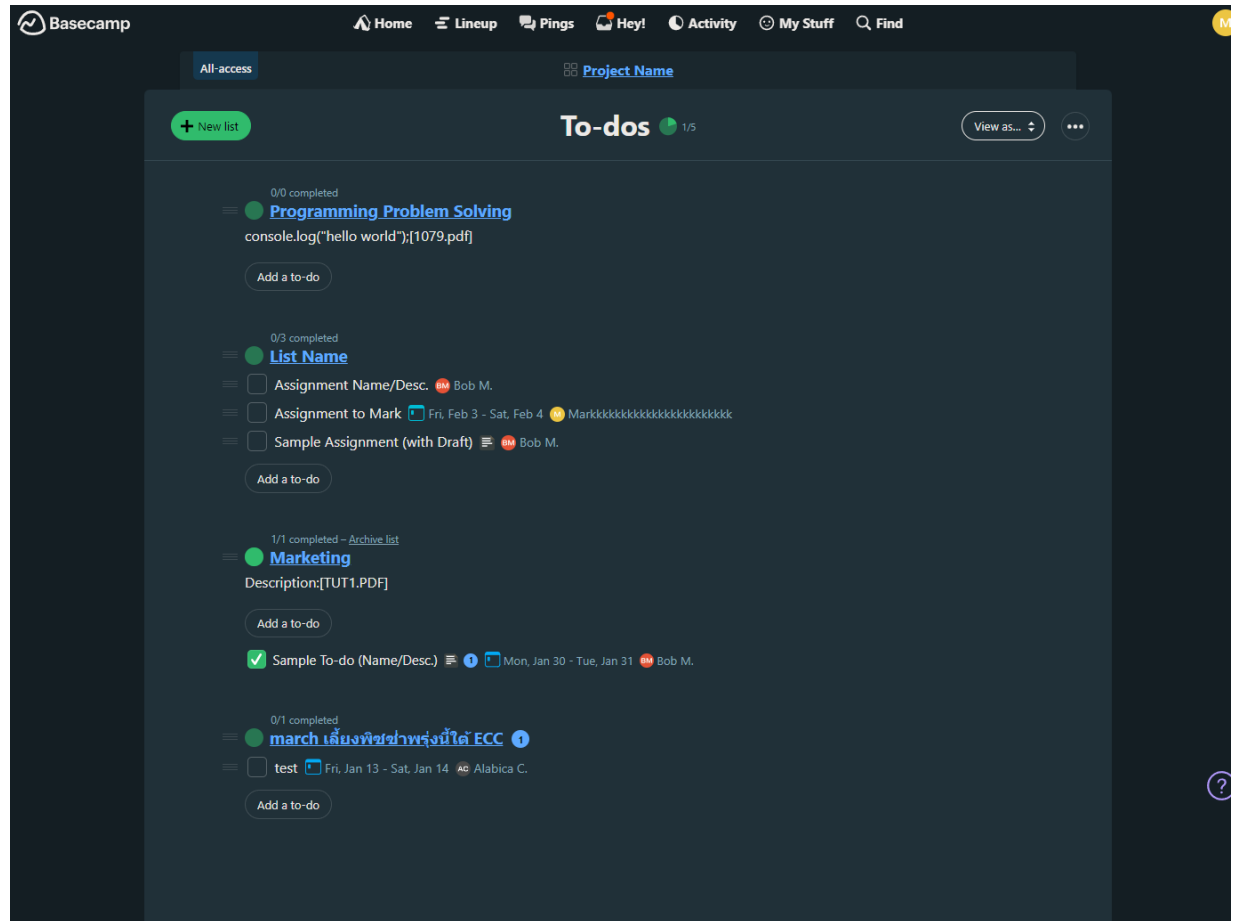 Basecamp Home Lineup Pings Hey! Activity My Stuff Find M
All-access Project Name
New list To-dos 1/5 View as...
0/0 completed
Programming Problem Solving
console.log("hello world");[1079.pdf]
Add a to-do
0/3 completed
List Name
Assignment Name/Desc. BM Bob M.
Assignment to Mark Fri, Feb 3 - Sat, Feb 4 M Markkkkkkkkkkkkkkkkkkkkkkkk
Sample Assignment (with Draft) BM Bob M.
Add a to-do
1/1 completed – Archive list
Marketing
Description:[TUT1.PDF]
Add a to-do
Sample To-do (Name/Desc.) 1 Mon, Jan 30 - Tue, Jan 31 BM Bob M.
0/1 completed
march เลี้ยงพิซซ่าพรุ่งนี้ใต้ ECC 1
test Fri, Jan 13 - Sat, Jan 14 AC Alabica C.
?
Add a to-do